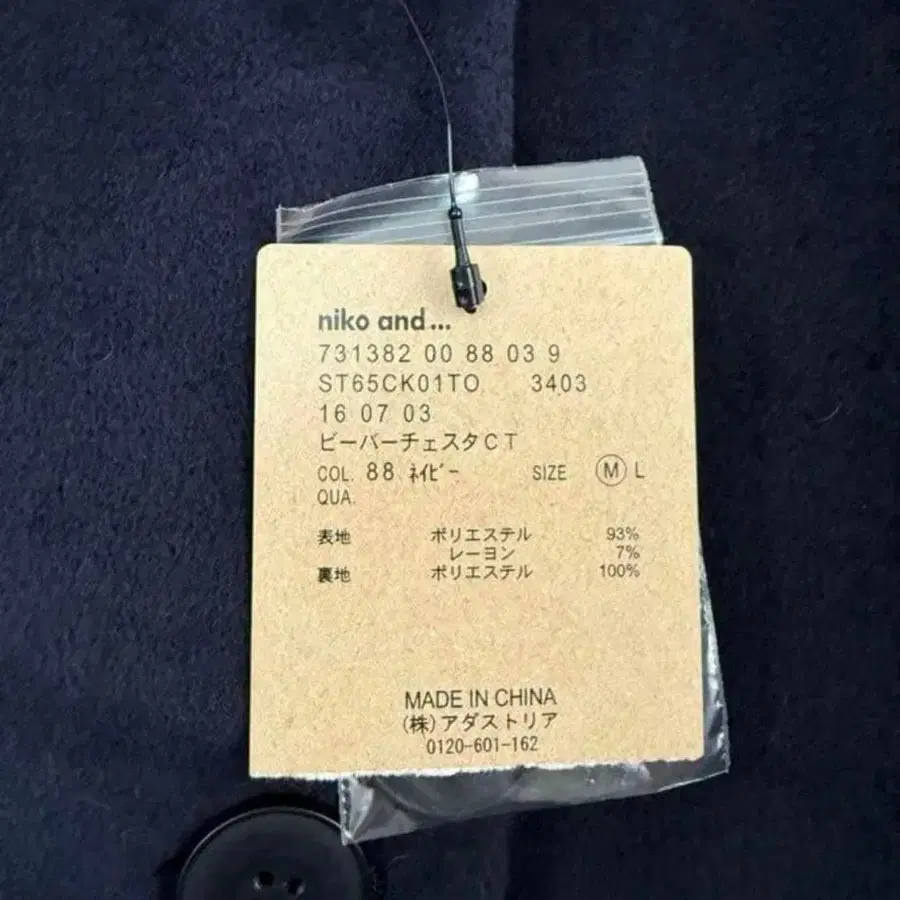 niko and...
731382 00 88 03 9
ST65CK01TO 3403
16 07 03
ビーバーチェスタCT
COL. 88 ﾈｲﾋﾞｰ SIZE Ⓜ L
QUA.
表地 ポリエステル 93%
レーヨン 7%
裏地 ポリエステル 100%
MADE IN CHINA
(株)アダストリア
0120-601-162